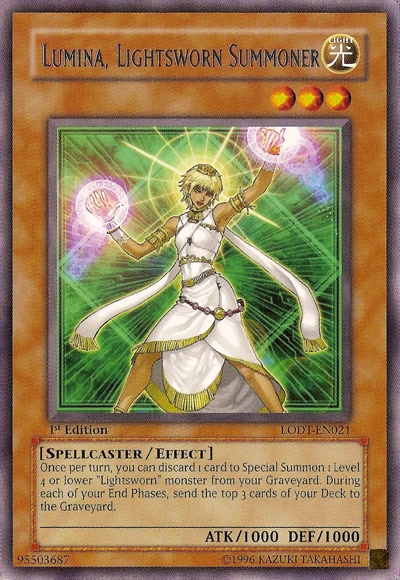 LUMINA, LIGHTSWORN SUMMONER
LIGHT
光
1st Edition
LODT-EN021
[SPELLCASTER / EFFECT]
Once per turn, you can discard 1 card to Special Summon 1 Level
4 or lower "Lightsworn" monster from your Graveyard. During
each of your End Phases, send the top 3 cards of your Deck to
the Graveyard.
ATK/1000 DEF/1000
95503687
©1996 KAZUKI TAKAHASHI